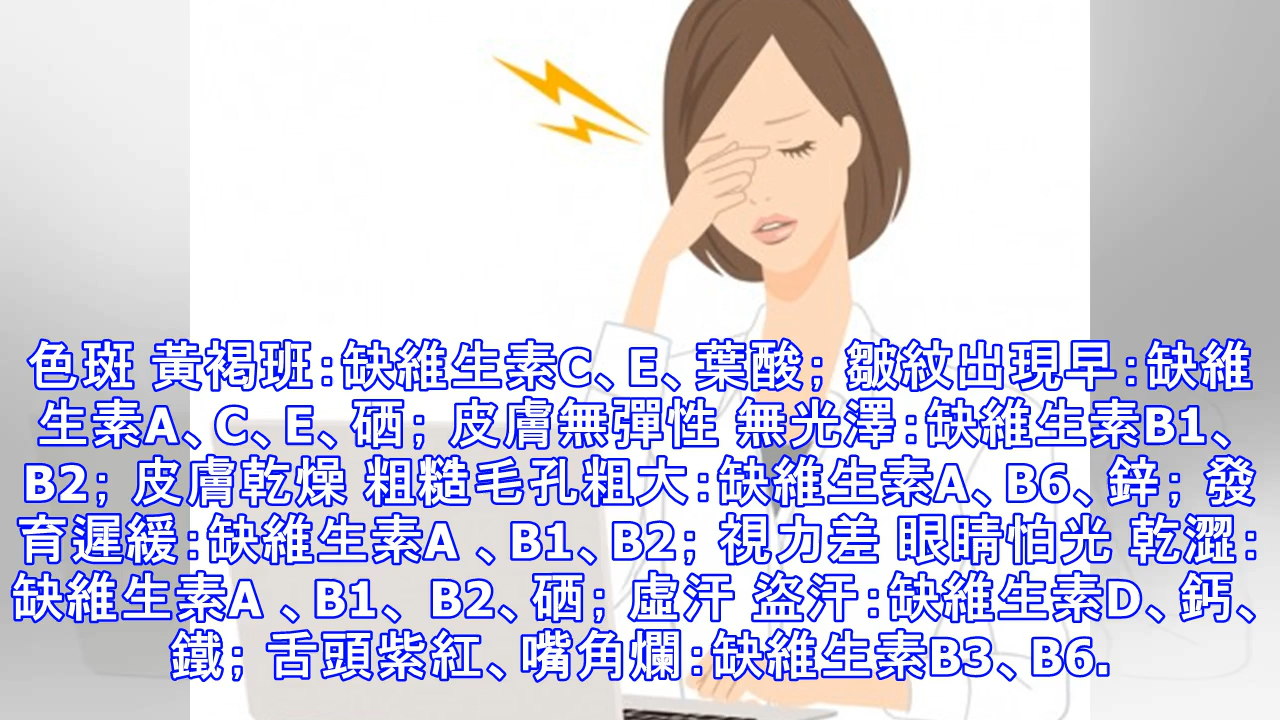 色斑 黃褐班:缺維生素C、E、葉酸; 皺紋出現早:缺維
生素A、C、E、硒; 皮膚無彈性 無光澤:缺維生素B1、
B2; 皮膚乾燥 粗糙毛孔粗大:缺維生素A、B6、鋅; 發
育遲緩:缺維生素A 、B1、B2; 視力差 眼睛怕光 乾澀:
缺維生素A 、B1、 B2、硒; 虛汗 盜汗:缺維生素D、鈣、
鐵; 舌頭紫紅、嘴角爛:缺維生素B3、B6.